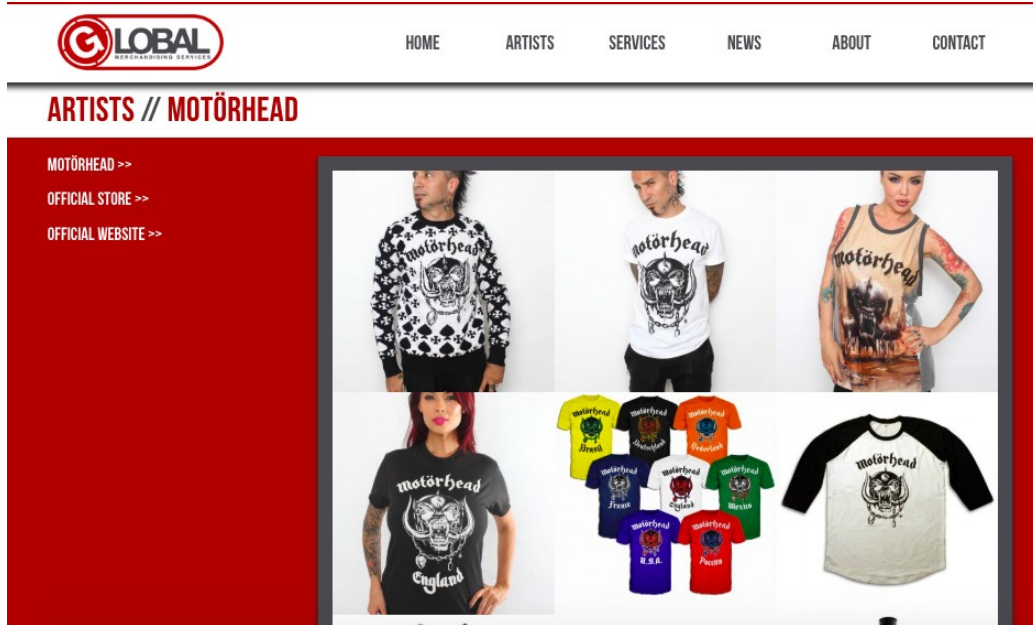 GLOBAL
MERCHANDISING SERVICES
HOME ARTISTS SERVICES NEWS ABOUT CONTACT
ARTISTS // MOTÖRHEAD
MOTÖRHEAD >>
OFFICIAL STORE >>
OFFICIAL WEBSITE >>
Motörhead
Motörhead
Motörhead
Motörhead
England
Motörhead Motörhead Motörhead
Brasil Deutschland Nederland
Motörhead Motörhead Motörhead
France England Mexico
Motörhead Motörhead
U.S.A. Россия
Motörhead